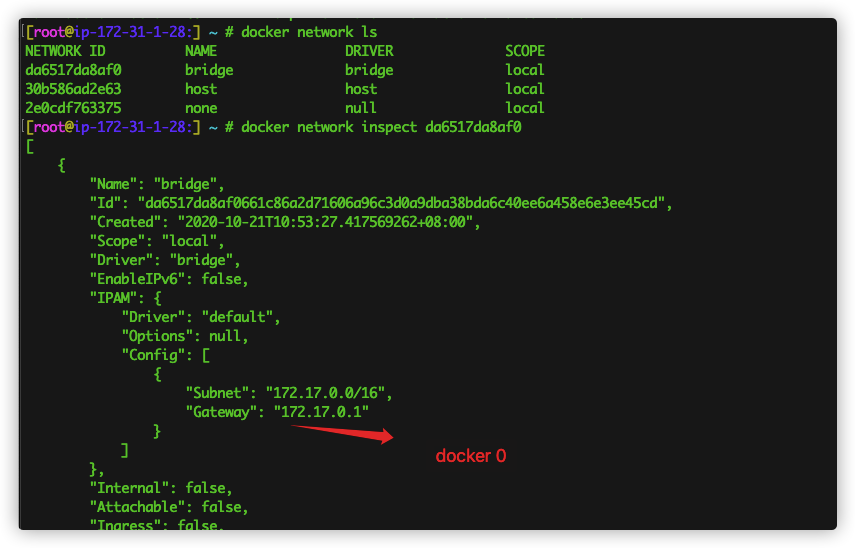 [root@ip-172-31-1-28:] ~ # docker network ls
NETWORK ID NAME DRIVER SCOPE
da6517da8af0 bridge bridge local
30b586ad2e63 host host local
2e0cdf763375 none null local
[root@ip-172-31-1-28:] ~ # docker network inspect da6517da8af0
[
{
"Name": "bridge",
"Id": "da6517da8af0661c86a2d71606a96c3d0a9dba38bda6c40ee6a458e6e3ee45cd",
"Created": "2020-10-21T10:53:27.417569262+08:00",
"Scope": "local",
"Driver": "bridge",
"EnableIPv6": false,
"IPAM": {
"Driver": "default",
"Options": null,
"Config": [
{
"Subnet": "172.17.0.0/16",
"Gateway": "172.17.0.1"
}
docker 0
]
},
"Internal": false,
"Attachable": false,
"Ingress": false,